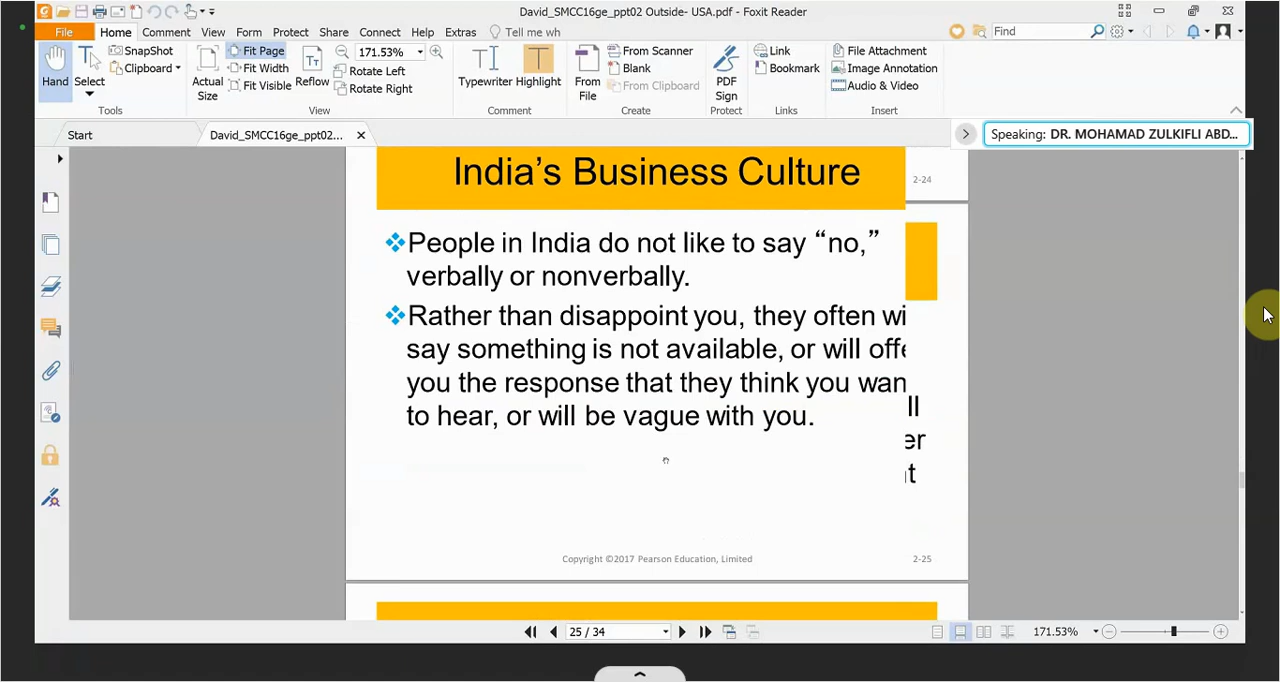 David_SMCC16ge_ppt02 Outside- USA.pdf - Foxit Reader
File Home Comment View Form Protect Share Connect Help Extras Tell me wh Find
Hand
Select
SnapShot
Clipboard
Tools
Actual
Size
Fit Page
Fit Width
Fit Visible
Reflow
171.53%
Rotate Left
Rotate Right
View
Typewriter
Highlight
Comment
From
File
From Scanner
Blank
From Clipboard
Create
PDF
Sign
Protect
Link
Bookmark
Links
File Attachment
Image Annotation
Audio & Video
Insert
Start
David_SMCC16ge_ppt02...
Speaking: DR. MOHAMAD ZULKIFLI ABD...
India’s Business Culture
2-24
People in India do not like to say “no,”
verbally or nonverbally.
Rather than disappoint you, they often wi
say something is not available, or will offe
you the response that they think you wan
to hear, or will be vague with you.
ll
er
t
Copyright ©2017 Pearson Education, Limited
2-25
25 / 34
171.53%